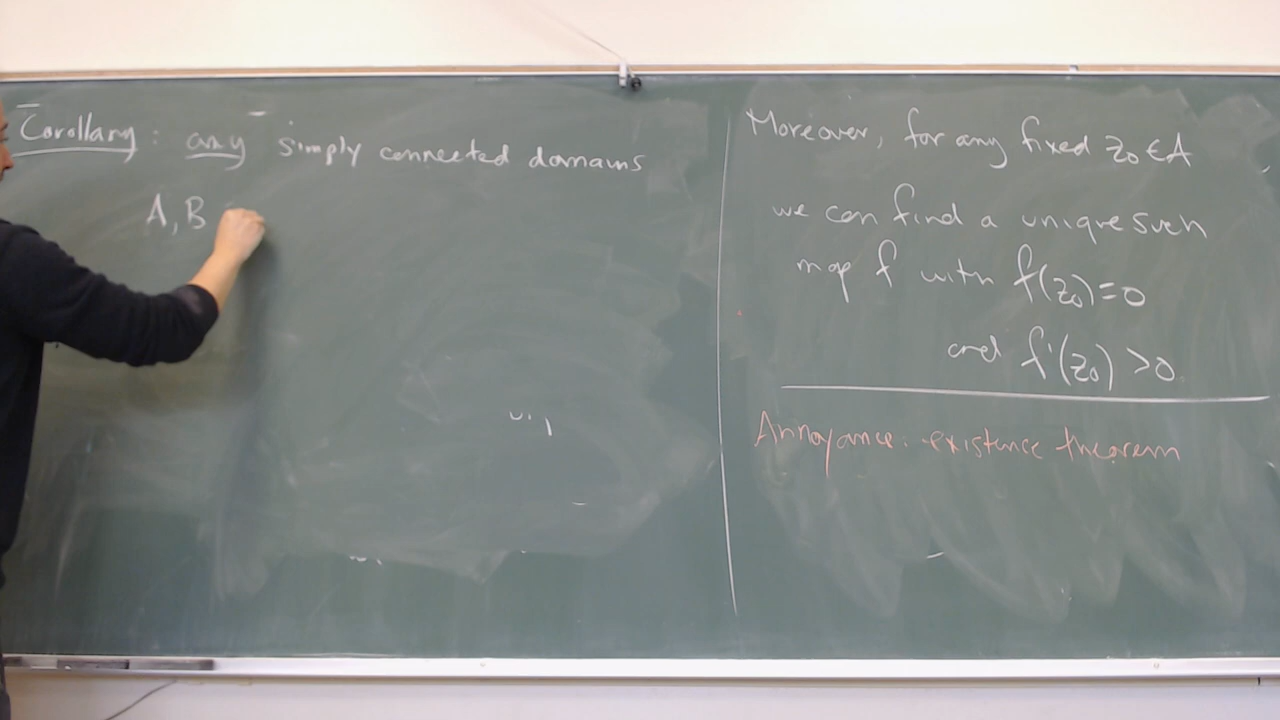 Corollary: any simply connected domains
A, B
Moreover, for any fixed z₀ ∈ A
we can find a unique such
map f with f(z₀)=0
and f'(z₀) >0.
Annoyance: existence theorem